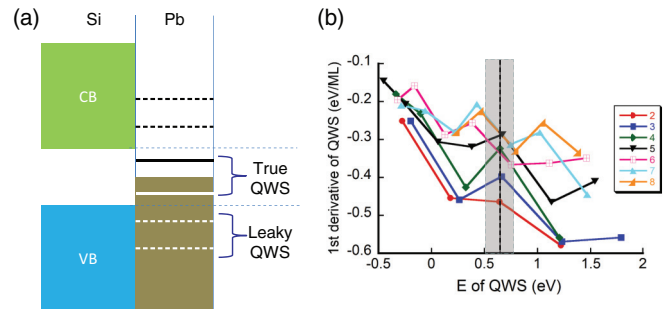 (a)
Si
Pb
CB
VB
True
QWS
Leaky
QWS
(b)
1st derivative of QWS (eV/ML)
-0.1
-0.2
-0.3
-0.4
-0.5
-0.6
-0.5
0
0.5
1
1.5
2
E of QWS (eV)
2
3
4
5
6
7
8